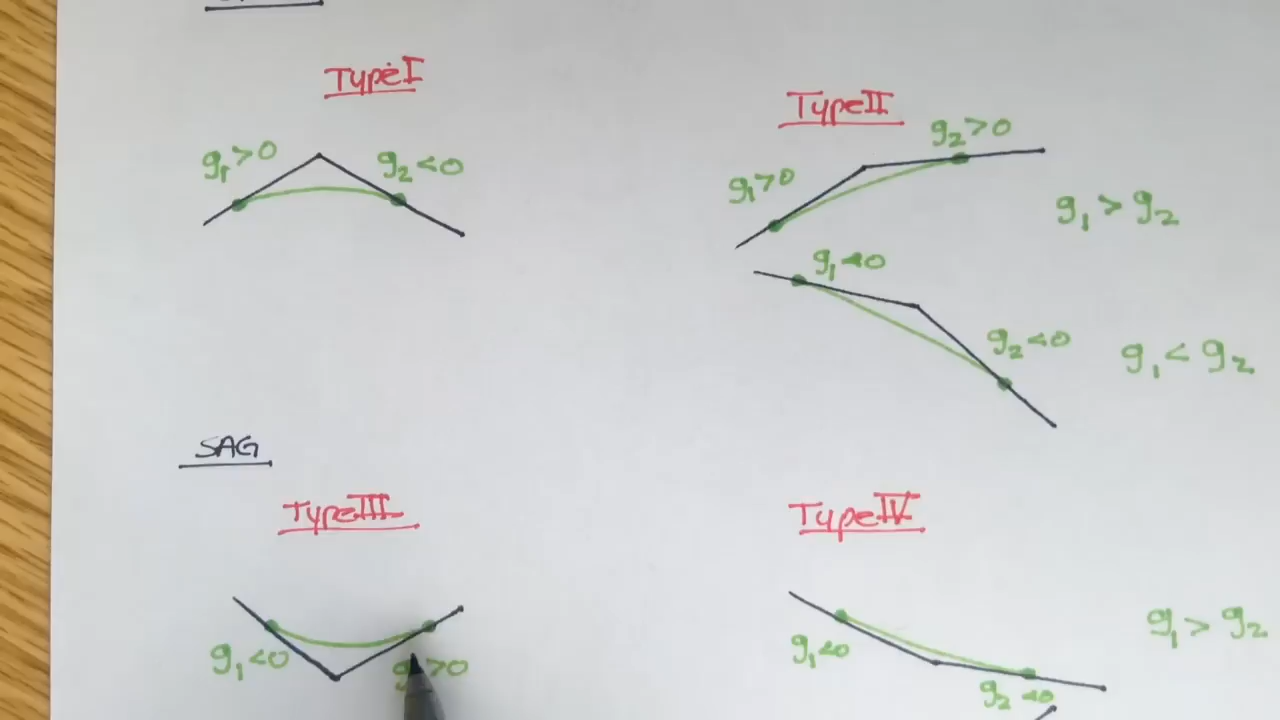 Type I
g₁>0
g₂<0
Type II
g₁>0
g₂>0
g₁ > g₂
g₁<0
g₂<0
g₁ < g₂
SAG
Type III
g₁<0
>0
Type IV
g₁<0
g₂<0
g₁ > g₂